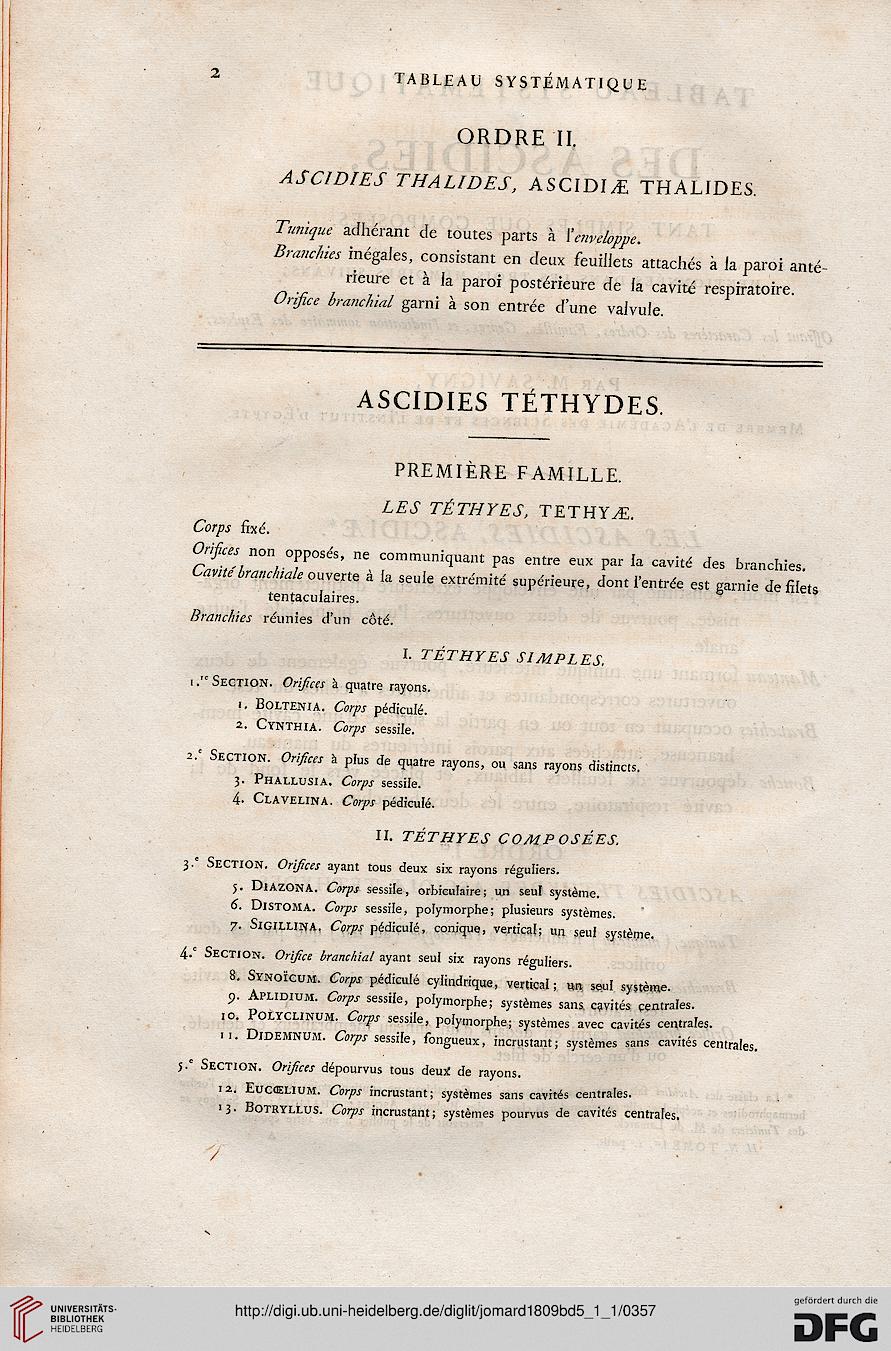 2
TABLEAU SYSTÉMATIQUE
ORDRE II.
ASCIDIES THALIDES, ASCIDIÆ THALIDES.
Tunique adhérant de toutes parts à l'enveloppe.
Branchies inégales, consistant en deux feuillets attachés à la paroi anté-
rieure et à la paroi postérieure de la cavité respiratoire.
Orifice branchial garni à son entrée d'une valvule.
ASCIDIES TÉTHYDES.
PREMIÈRE FAMILLE.
LES TÉTHYES, TETHYÆ.
Corps fixé.
Orifices non opposés, ne communiquant pas entre eux par la cavité des branchies.
Cavité branchiale ouverte à la seule extrémité supérieure, dont l'entrée est garnie de filets
tentaculaires.
Branchies réunies d'un côté.
I. TÉTHYES SIMPLES.
1.re SECTION. Orifices à quatre rayons.
1. BOLTENIA. Corps pédiculé.
2. CYNTHIA. Corps sessile.
2.e SECTION. Orifices à plus de quatre rayons, ou sans rayons distincts.
3. PHALLUSIA. Corps sessile.
4. CLAVELINA. Corps pédiculé.
II. TÉTHYES COMPOSÉES.
3.e SECTION. Orifices ayant tous deux six rayons réguliers.
5. DIAZONA. Corps sessile, orbiculaire; un seul système.
6. DISTOMA. Corps sessile, polymorphe; plusieurs systèmes.
7. SIGILLINA. Corps pédiculé, conique, vertical; un seul système.
4.e SECTION. Orifice branchial ayant seul six rayons réguliers.
8. SYNOÏCUM. Corps pédiculé cylindrique, vertical; un seul système.
9. APLIDIUM. Corps sessile, polymorphe; systèmes sans cavités centrales.
10. POLYCLINUM. Corps sessile, polymorphe; systèmes avec cavités centrales.
11. DIDEMNUM. Corps sessile, fongueux, incrustant; systèmes sans cavités centrales.
5.e SECTION. Orifices dépourvus tous deux de rayons.
12. EUCŒLIUM. Corps incrustant; systèmes sans cavités centrales.
13. BOTRYLLUS. Corps incrustant; systèmes pourvus de cavités centrales.
UNIVERSITÄTS-
BIBLIOTHEK
HEIDELBERG
http://digi.ub.uni-heidelberg.de/diglit/jomard1809bd5_1_1/0357
gefördert durch die
DFG